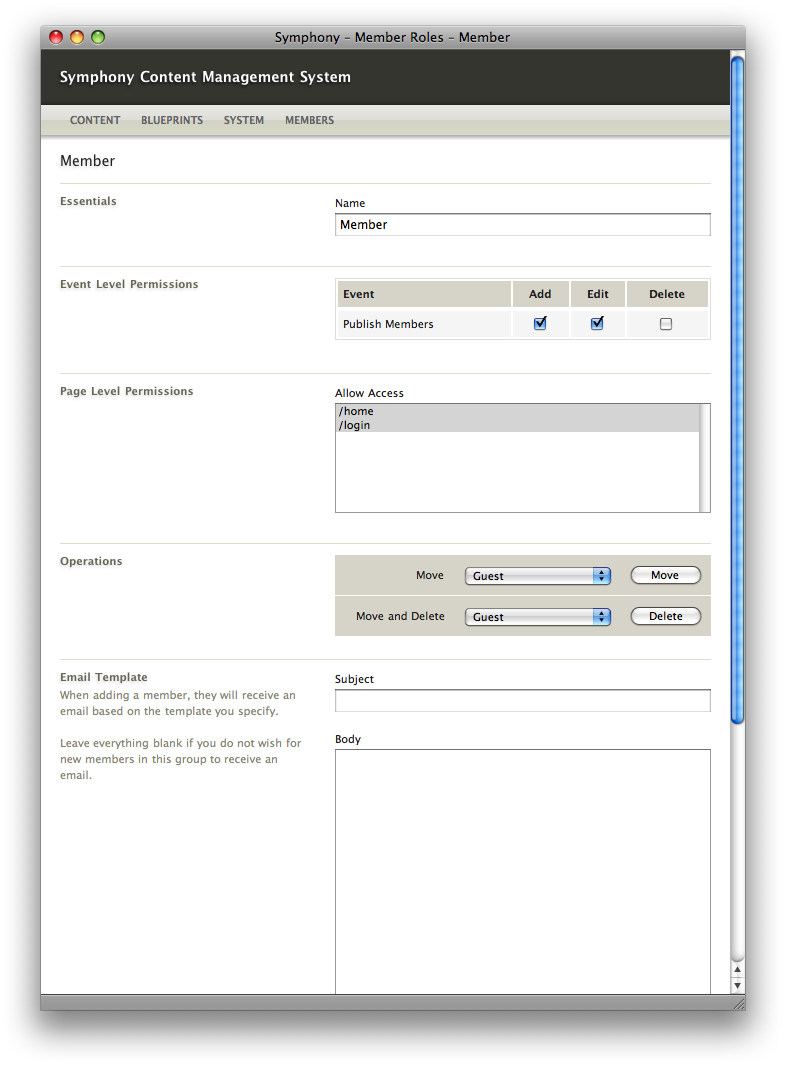 Symphony – Member Roles – Member
Symphony Content Management System
CONTENT BLUEPRINTS SYSTEM MEMBERS
Member
Essentials
Name
Member
Event Level Permissions
Event Add Edit Delete
Publish Members
Page Level Permissions
Allow Access
/home
/login
Operations
Move Guest Move
Move and Delete Guest Delete
Email Template
When adding a member, they will receive an
email based on the template you specify.
Leave everything blank if you do not wish for
new members in this group to receive an
email.
Subject
Body